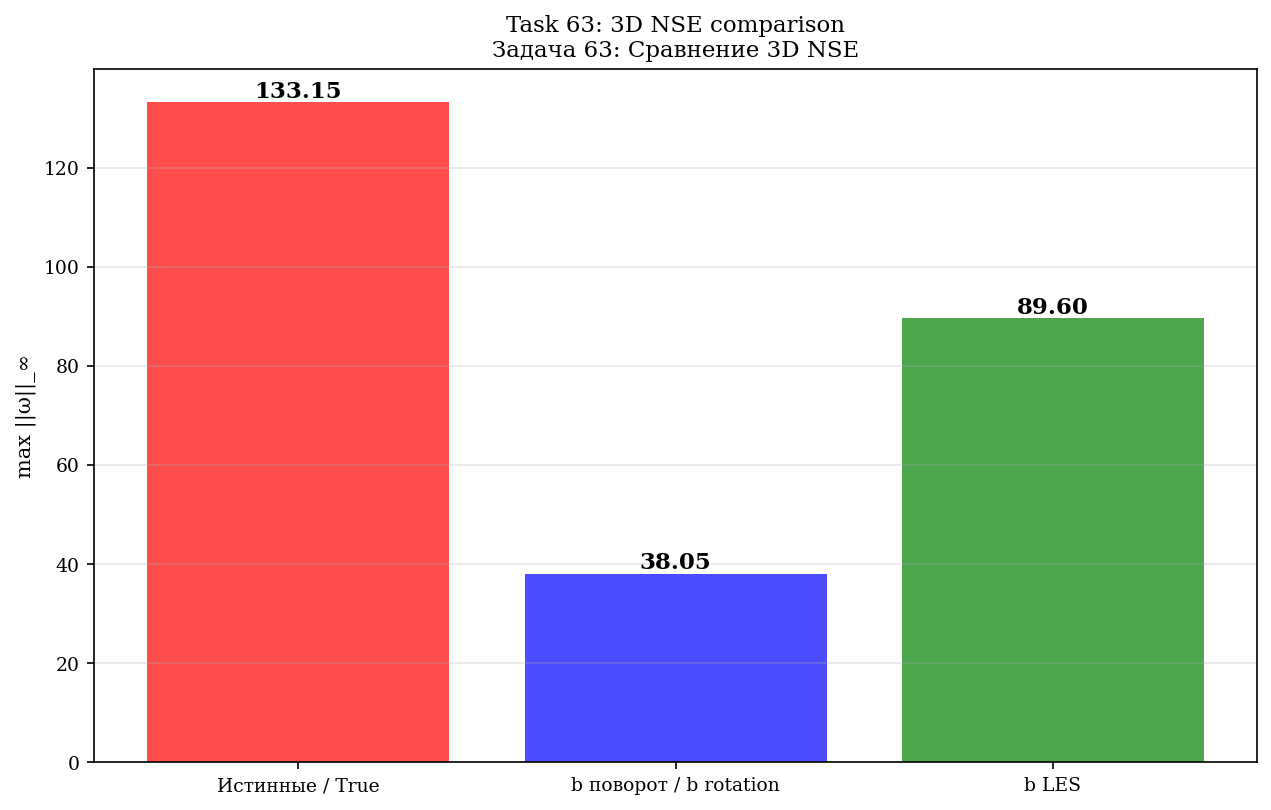 Task 63: 3D NSE comparison
Задача 63: Сравнение 3D NSE
133.15
38.05
89.60
max ||ω||_∞
120
100
80
60
40
20
0
Истинные / True
b поворот / b rotation
b LES